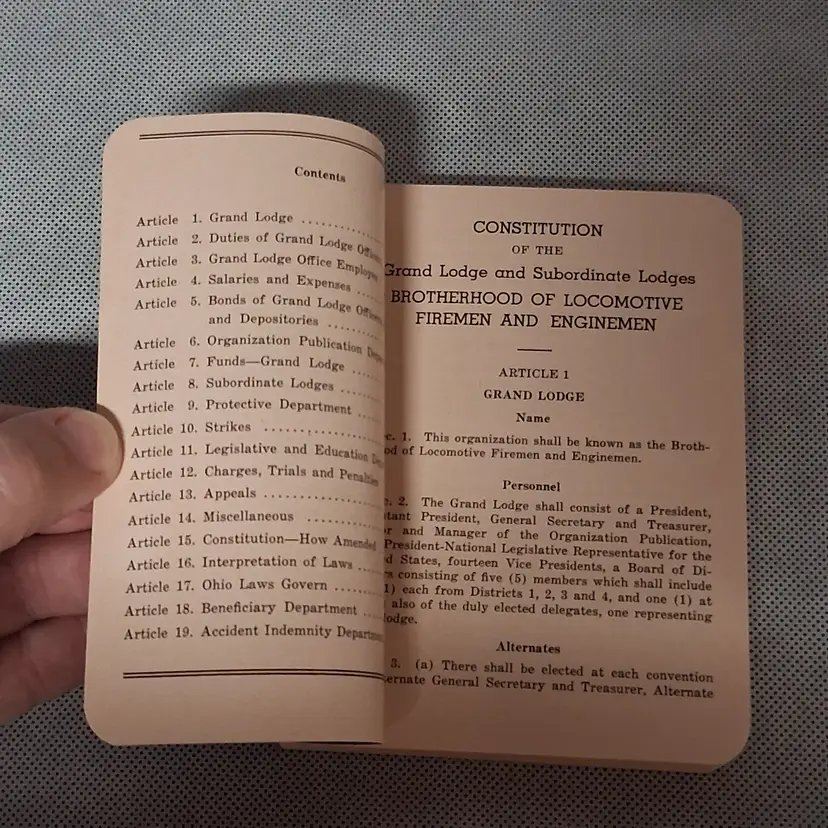 Contents
Article 1. Grand Lodge ..................
Article 2. Duties of Grand Lodge
Article 3. Grand Lodge Office
Article 4. Salaries and Expenses .....
Article 5. Bonds of Grand Lodge
and Depositories .........
Article 6. Organization Publication
Article 7. Funds—Grand Lodge ......
Article 8. Subordinate Lodges .......
Article 9. Protective Department ....
Article 10. Strikes ....................
Article 11. Legislative and Education
Article 12. Charges, Trials and
Article 13. Appeals ....................
Article 14. Miscellaneous ............
Article 15. Constitution—How Amended
Article 16. Interpretation of Laws ....
Article 17. Ohio Laws Govern ........
Article 18. Beneficiary Department ....
Article 19. Accident Indemnity
CONSTITUTION
OF THE
Grand Lodge and Subordinate Lodges
BROTHERHOOD OF LOCOMOTIVE
FIREMEN AND ENGINEMEN
ARTICLE 1
GRAND LODGE
Name
1. This organization shall be known as the Broth-
of Locomotive Firemen and Enginemen.
Personnel
2. The Grand Lodge shall consist of a President,
President, General Secretary and Treasurer,
and Manager of the Organization Publication,
President-National Legislative Representative for the
States, fourteen Vice Presidents, a Board of Di-
consisting of five (5) members which shall include
1) each from Districts 1, 2, 3 and 4, and one (1) at
also of the duly elected delegates, one representing
lodge.
Alternates
3. (a) There shall be elected at each convention
General Secretary and Treasurer, Alternate